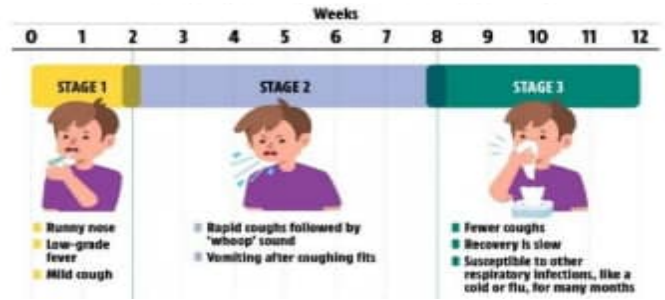 Weeks
0 1 2 3 4 5 6 7 8 9 10 11 12
STAGE 1 STAGE 2 STAGE 3
Runny nose
Low-grade
fever
Mild cough
Rapid coughs followed by
'whoop' sound
Vomiting after coughing fits
Fewer coughs
Recovery is slow
Susceptible to other
respiratory infections, like a
cold or flu, for many months